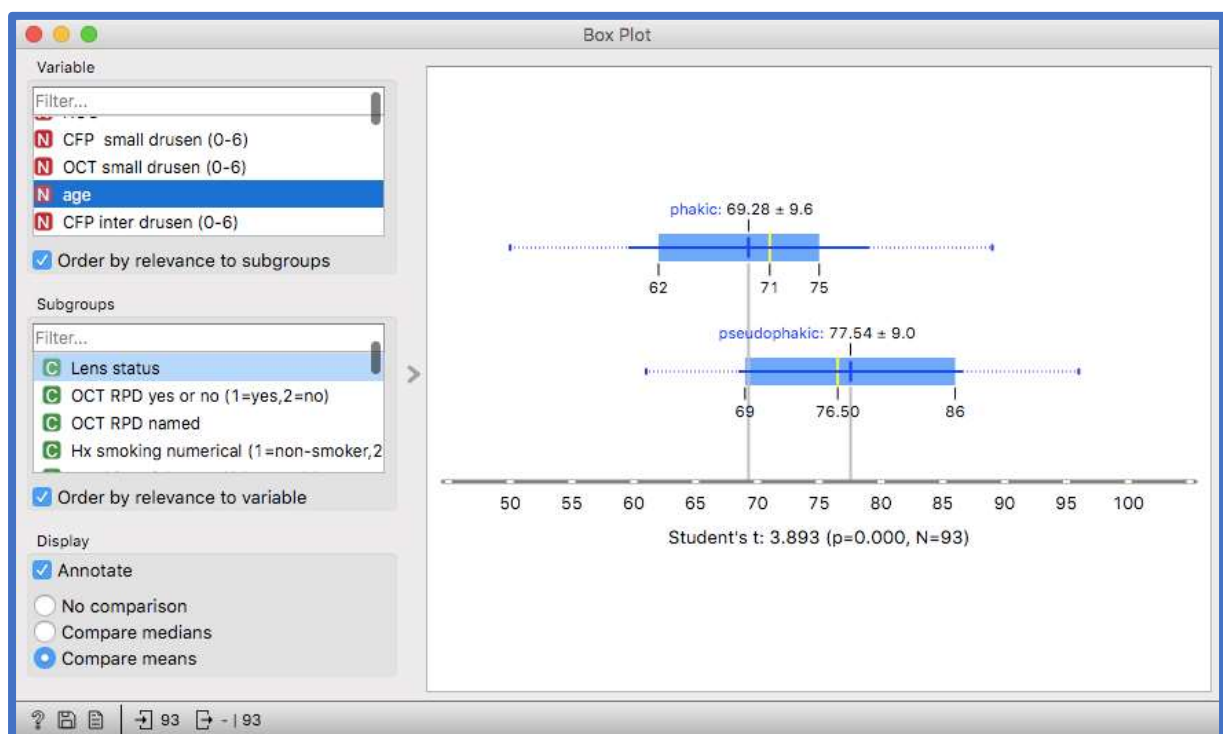 Box Plot
Variable
Filter...
CFP small drusen (0-6)
OCT small drusen (0-6)
age
CFP inter drusen (0-6)
Order by relevance to subgroups
Subgroups
Filter...
Lens status
OCT RPD yes or no (1=yes,2=no)
OCT RPD named
Hx smoking numerical (1=non-smoker,2
Order by relevance to variable
Display
Annotate
No comparison
Compare medians
Compare means
phakic: 69.28 ± 9.6
62 71 75
pseudophakic: 77.54 ± 9.0
69 76.50 86
50 55 60 65 70 75 80 85 90 95 100
Student's t: 3.893 (p=0.000, N=93)
? 93 - | 93